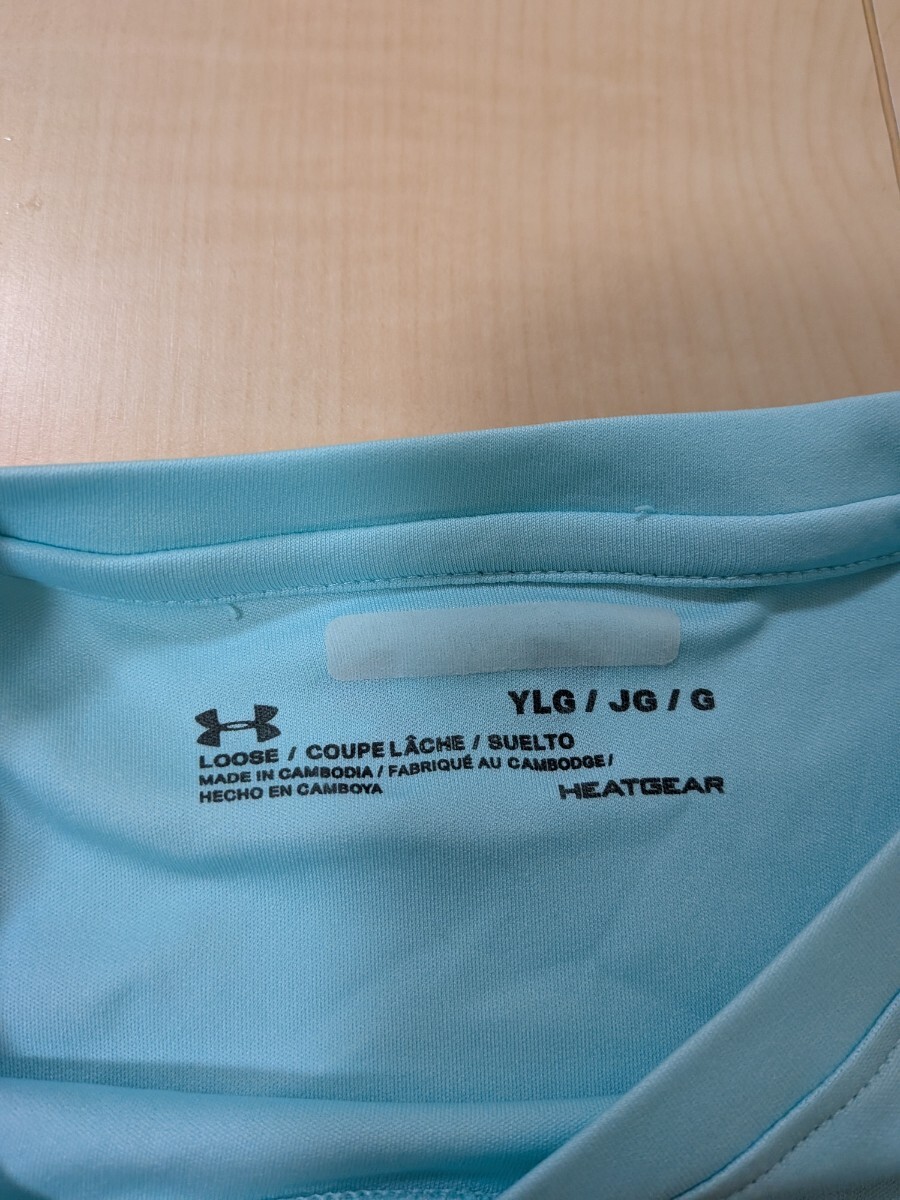 YLG / JG / G
LOOSE / COUPE LÂCHE / SUELTO
MADE IN CAMBODIA / FABRIQUÉ AU CAMBODGE /
HECHO EN CAMBOYA
HEATGEAR